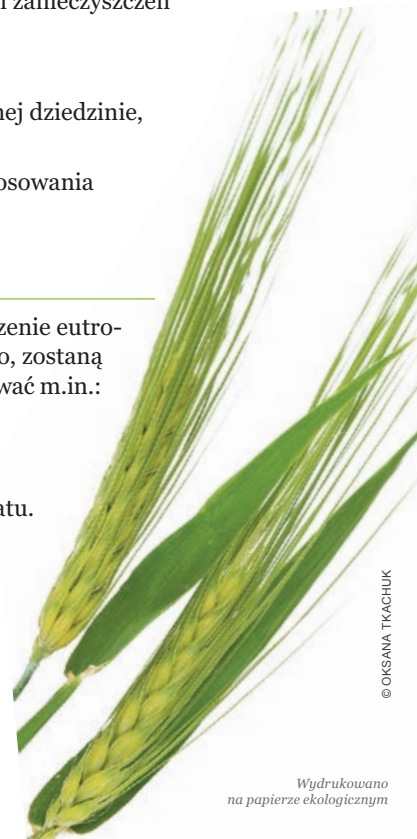 zanieczyszczeń
nej dziedzinie,
osowania
zenie eutro-
o, zostaną
wać m.in.:
atu.
© OKSANA TKACHUK
Wydrukowano
na papierze ekologicznym